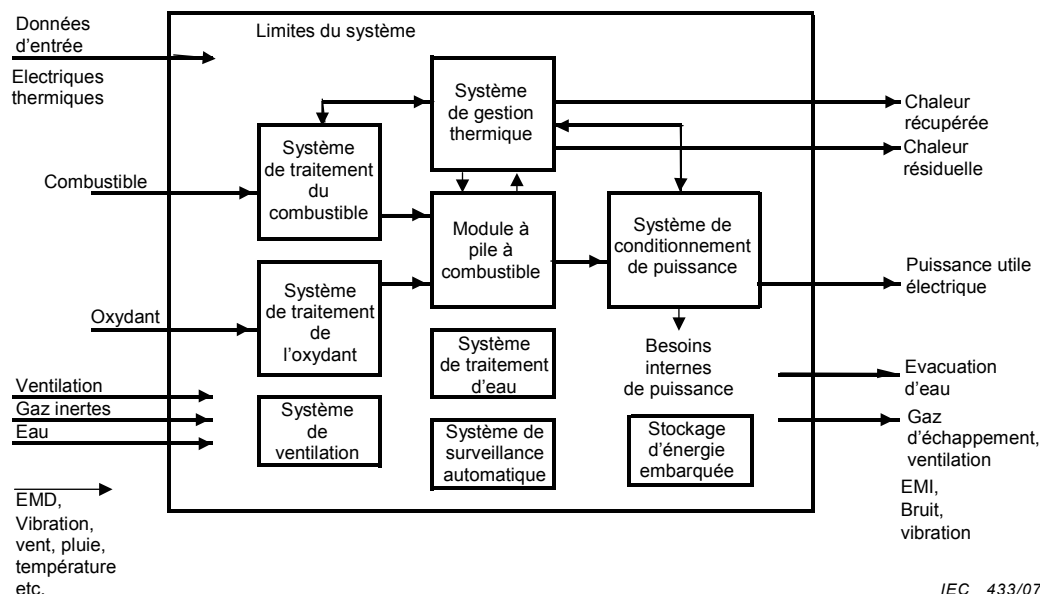 Données
d'entrée
Electriques
thermiques
Combustible
Oxydant
Ventilation
Gaz inertes
Eau
EMD,
Vibration,
vent, pluie,
température
etc.
Limites du système
Système
de traitement
du
combustible
Système
de traitement
de
l'oxydant
Système
de
ventilation
Système
de gestion
thermique
Module à
pile à
combustible
Système
de traitement
d'eau
Système de
surveillance
automatique
Système de
conditionnement
de puissance
Besoins
internes
de puissance
Stockage
d'énergie
embarquée
Chaleur
récupérée
Chaleur
résiduelle
Puissance utile
électrique
Evacuation
d'eau
Gaz
d'échappement,
ventilation
EMI,
Bruit,
vibration
IEC 433/07